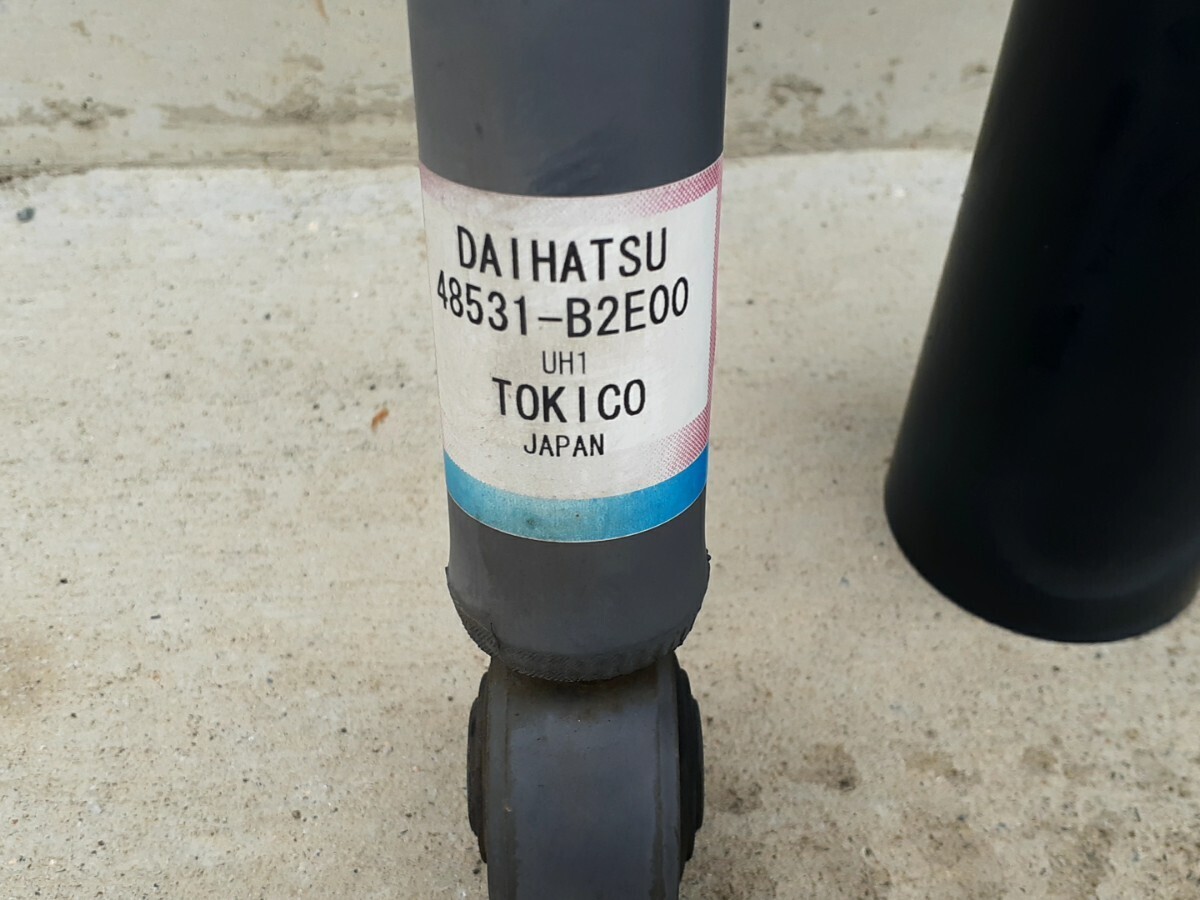 DAIHATSU
48531-B2E00
UH1
TOKICO
JAPAN